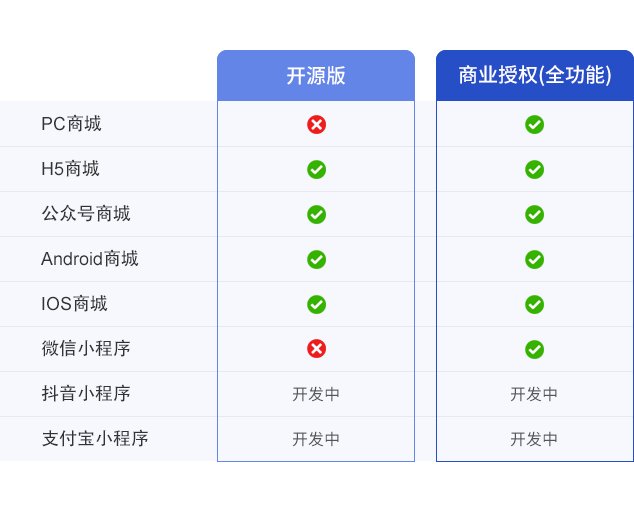 开源版 商业授权(全功能)
PC商城
H5商城
公众号商城
Android商城
IOS商城
微信小程序
抖音小程序 开发中 开发中
支付宝小程序 开发中 开发中